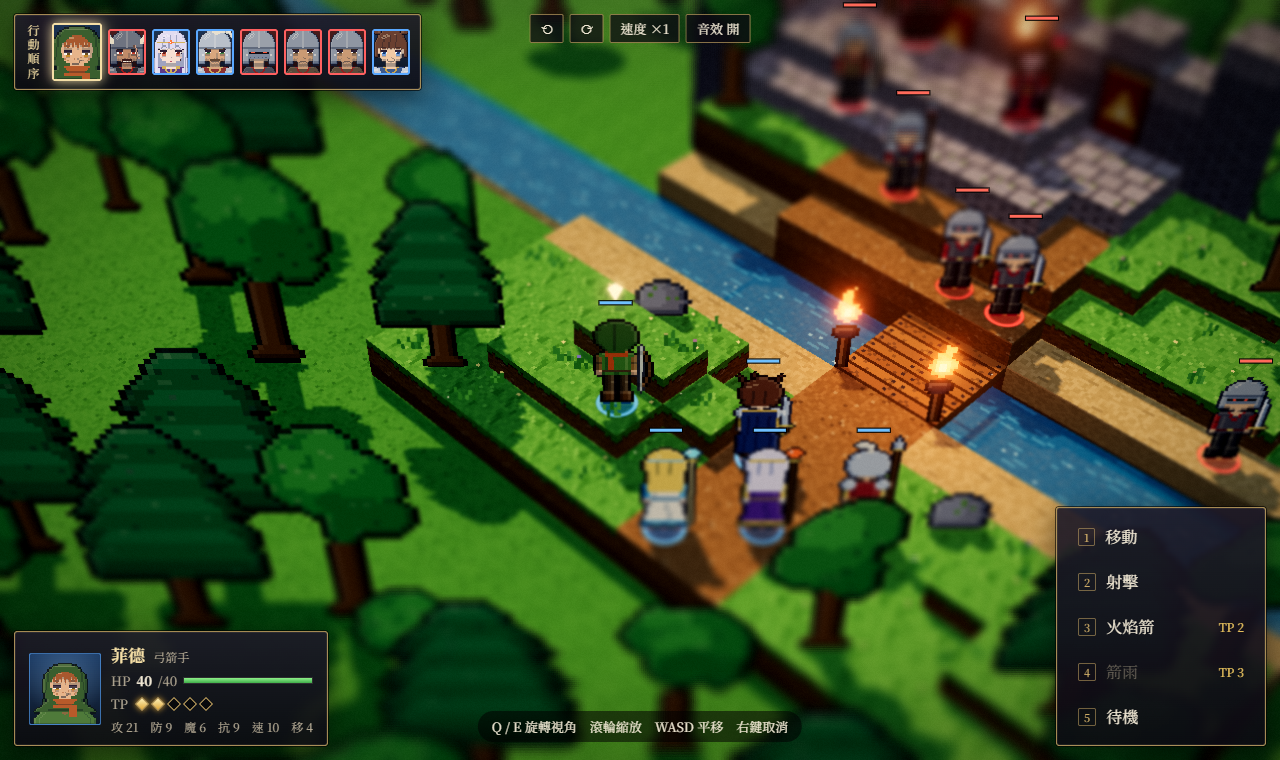 行動順序
速度 ×1
音效 開
1 移動
2 射擊
3 火焰箭 TP 2
4 箭雨 TP 3
5 待機
菲德 弓箭手
HP 40 /40
TP
攻 21 防 9 魔 6 抗 9 速 10 移 4
Q / E 旋轉視角 滾輪縮放 WASD 平移 右鍵取消